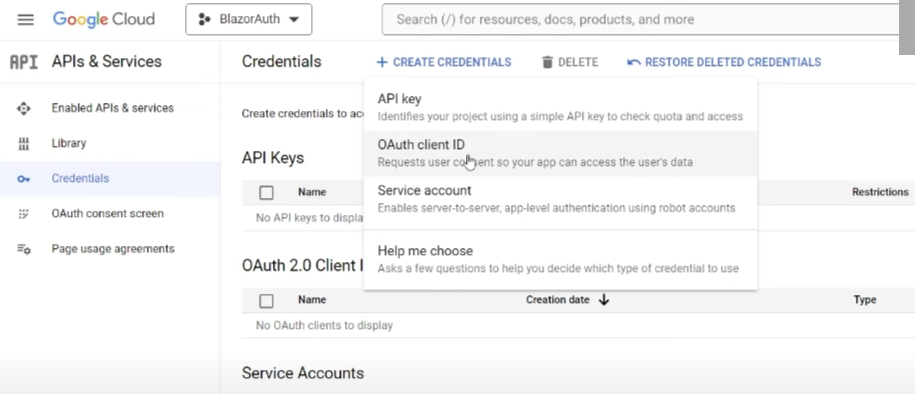 Google Cloud
BlazorAuth
Search (/) for resources, docs, products, and more
API
APIs & Services
Credentials
+ CREATE CREDENTIALS
DELETE
RESTORE DELETED CREDENTIALS
Enabled APIs & services
Library
Credentials
OAuth consent screen
Page usage agreements
Create credentials to
API key
Identifies your project using a simple API key to check quota and access
OAuth client ID
Requests user consent so your app can access the user's data
Service account
Enables server-to-server, app-level authentication using robot accounts
Help me choose
Asks a few questions to help you decide which type of credential to use
API Keys
Name
Restrictions
No API keys to displa
OAuth 2.0 Client I
Name
Creation date
Type
No OAuth clients to display
Service Accounts